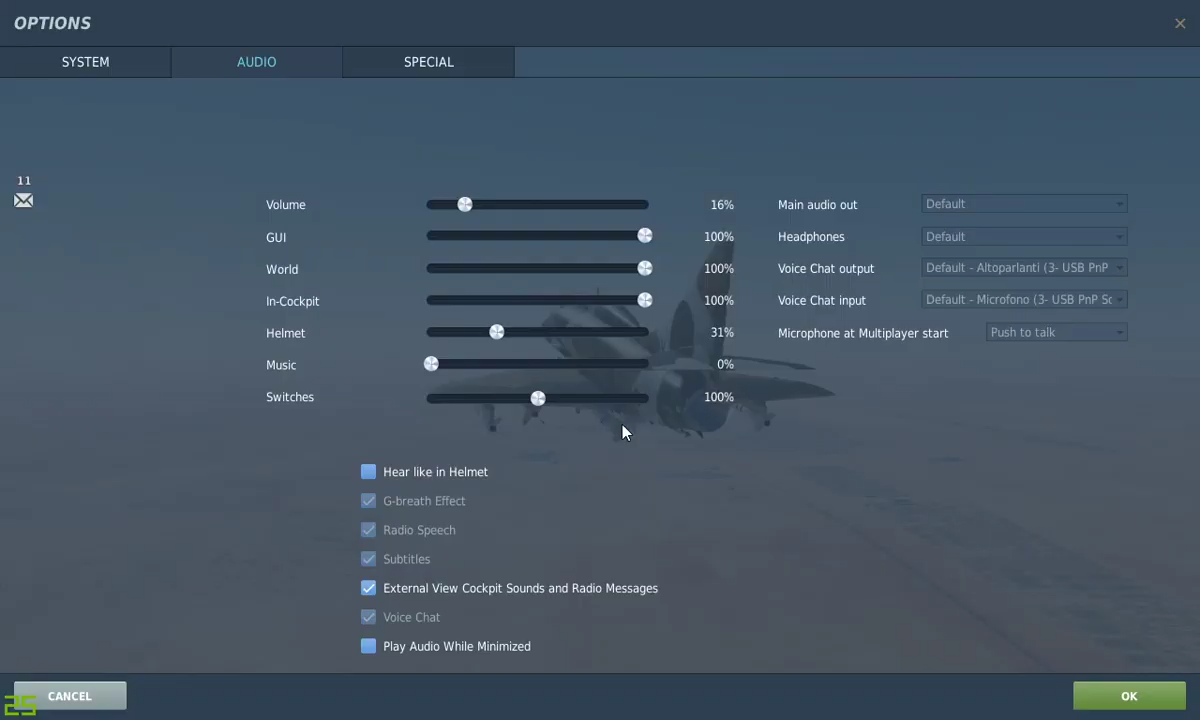 OPTIONS
SYSTEM
AUDIO
SPECIAL
11
Volume
16%
GUI
100%
World
100%
In-Cockpit
100%
Helmet
31%
Music
0%
Switches
100%
Main audio out
Default
Headphones
Default
Voice Chat output
Default - Altoparlanti (3- USB PnP
Voice Chat input
Default - Microfono (3- USB PnP Sc
Microphone at Multiplayer start
Push to talk
Hear like in Helmet
G-breath Effect
Radio Speech
Subtitles
External View Cockpit Sounds and Radio Messages
Voice Chat
Play Audio While Minimized
25
CANCEL
OK